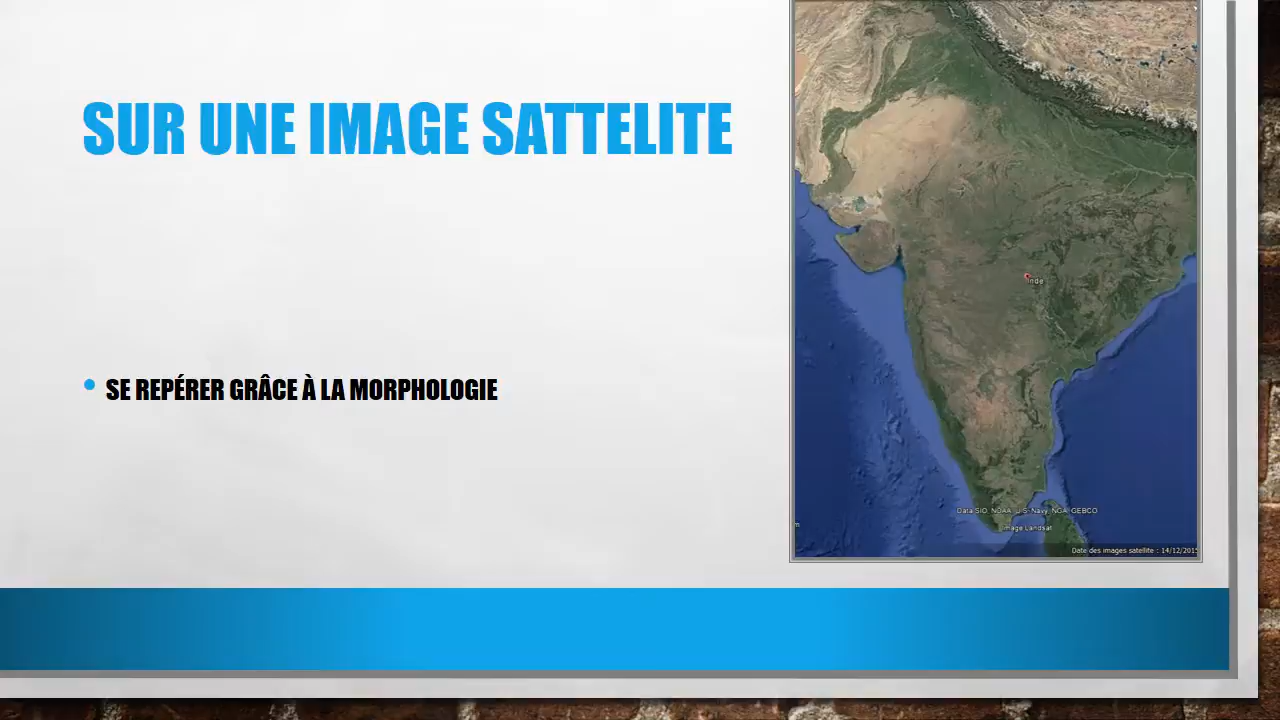 SUR UNE IMAGE SATTELITE
• SE REPÉRER GRÂCE À LA MORPHOLOGIE
Inde
Data SIO, NOAA, U.S. Navy, NGA, GEBCO
Image Landsat
Date des images satellite : 14/12/2015